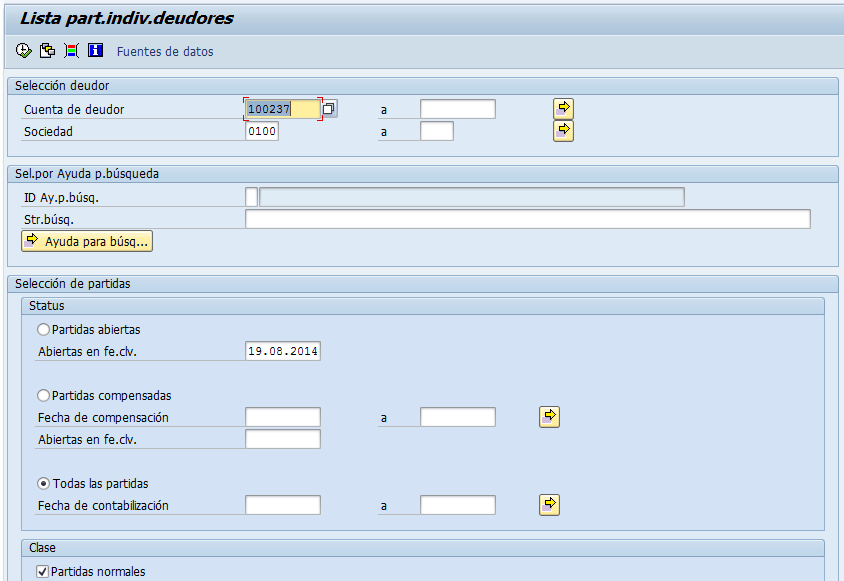 Lista part.indiv.deudores
Fuentes de datos
Selección deudor
Cuenta de deudor 100237 a
Sociedad 0100 a
Sel.por Ayuda p.búsqueda
ID Ay.p.búsq.
Str.búsq.
Ayuda para búsq...
Selección de partidas
Status
Partidas abiertas
Abiertas en fe.clv. 19.08.2014
Partidas compensadas
Fecha de compensación a
Abiertas en fe.clv.
Todas las partidas
Fecha de contabilización a
Clase
Partidas normales